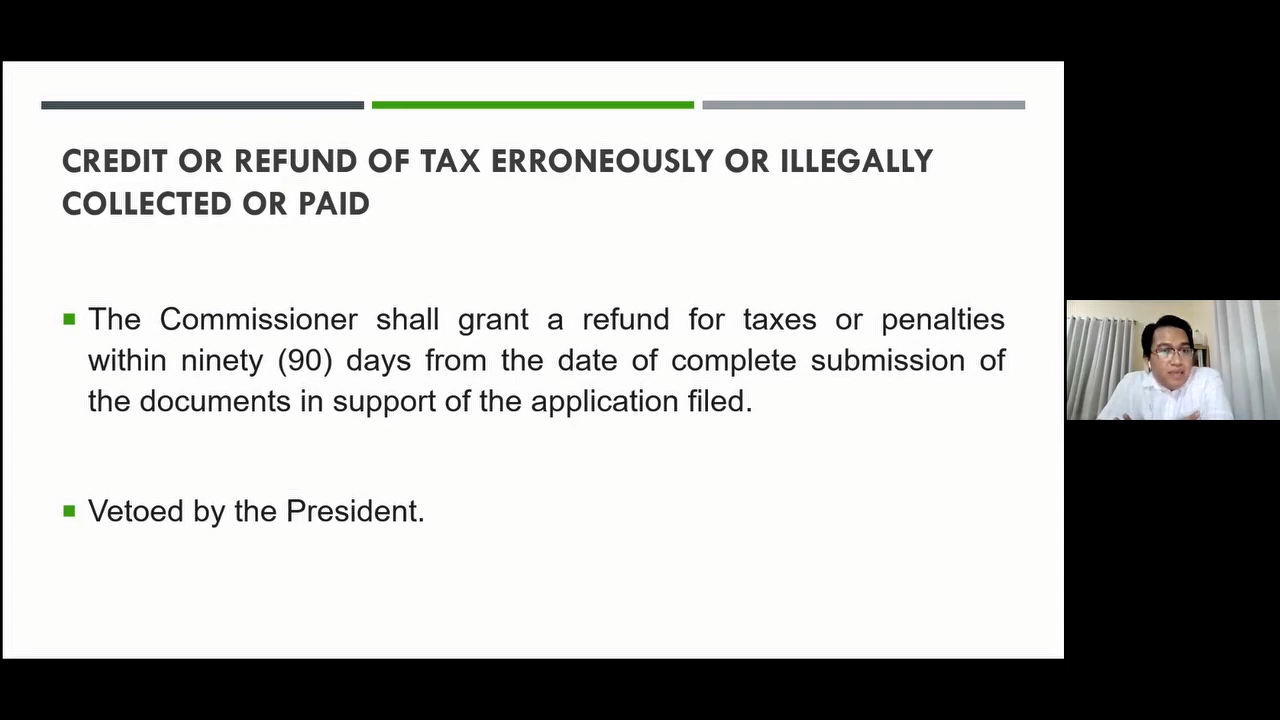 CREDIT OR REFUND OF TAX ERRONEOUSLY OR ILLEGALLY
COLLECTED OR PAID
The Commissioner shall grant a refund for taxes or penalties
within ninety (90) days from the date of complete submission of
the documents in support of the application filed.
Vetoed by the President.